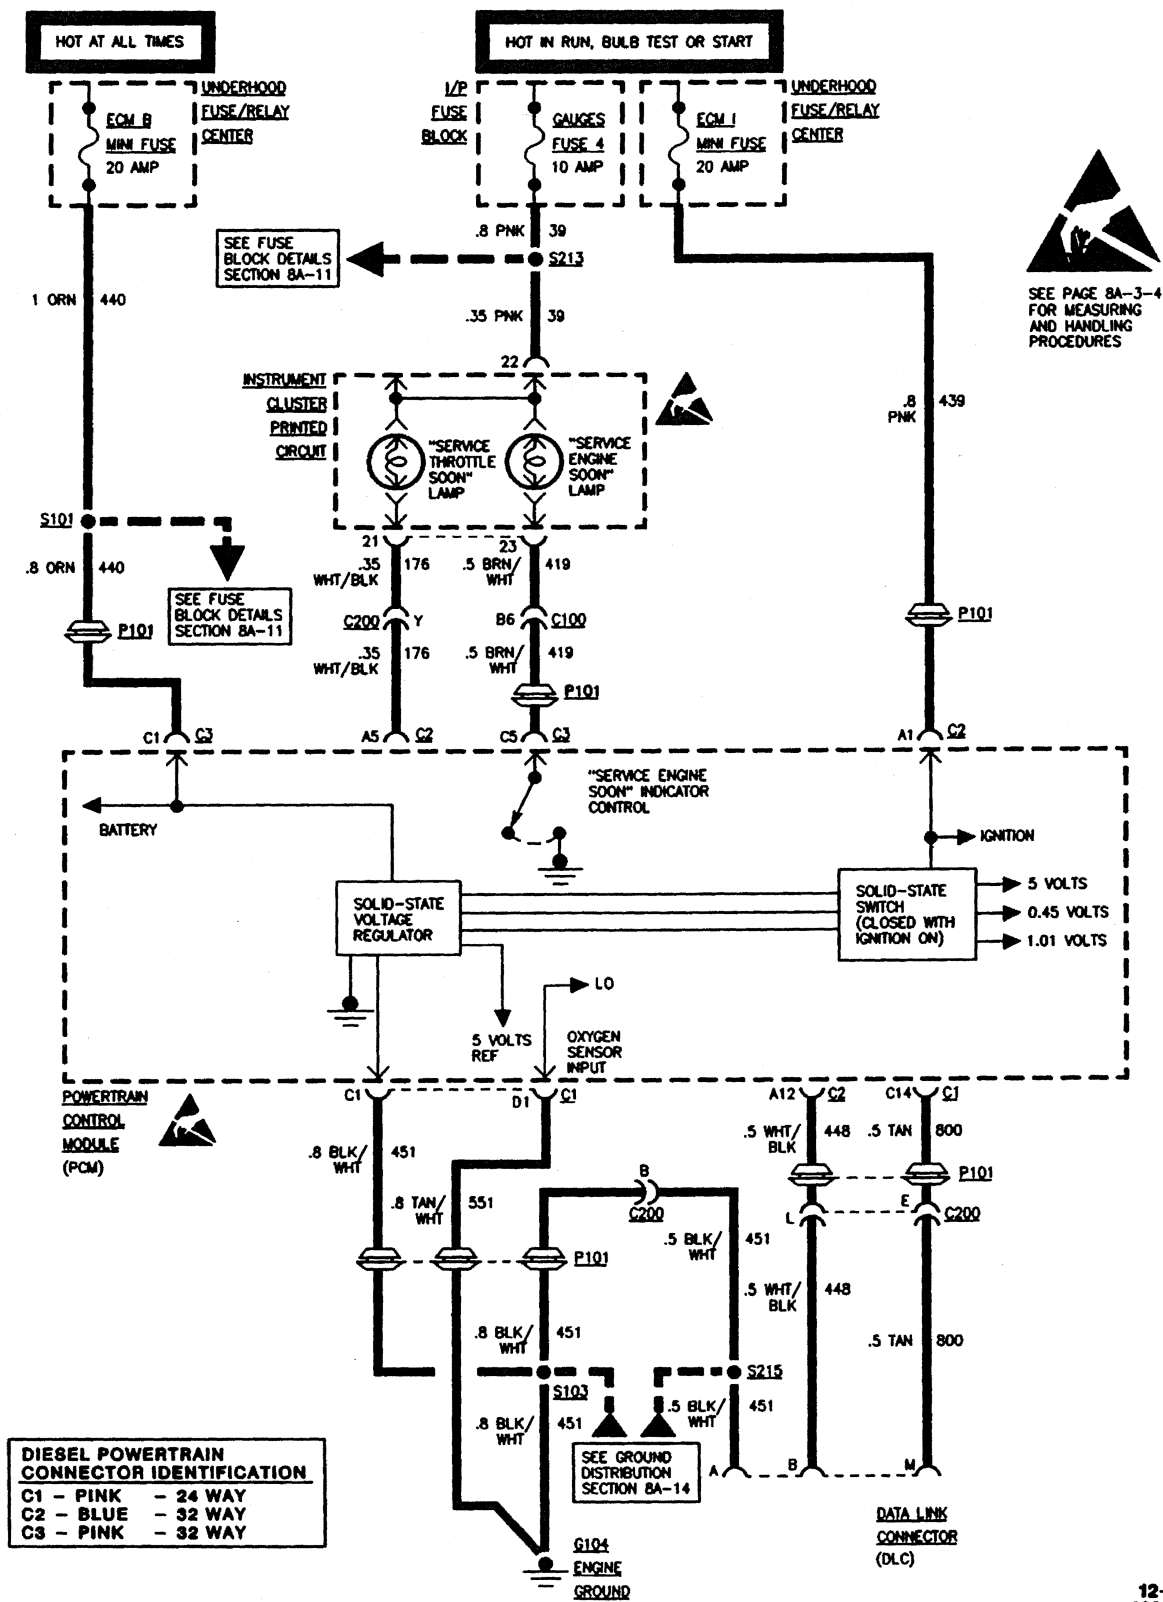 HOT AT ALL TIMES
HOT IN RUN, BULB TEST OR START
UNDERHOOD
FUSE/RELAY
CENTER
ECM B
MINI FUSE
20 AMP
I/P
FUSE
BLOCK
GAUGES
FUSE 4
10 AMP
ECM I
MINI FUSE
20 AMP
UNDERHOOD
FUSE/RELAY
CENTER
.8 PNK 39
SEE FUSE
BLOCK DETAILS
SECTION 8A-11
S213
SEE PAGE 8A-3-4
FOR MEASURING
AND HANDLING
PROCEDURES
1 ORN 440
.35 PNK 39
22
INSTRUMENT
CLUSTER
PRINTED
CIRCUIT
"SERVICE
THROTTLE
SOON"
LAMP
"SERVICE
ENGINE
SOON"
LAMP
.8
PNK
439
S101
.8 ORN 440
SEE FUSE
BLOCK DETAILS
SECTION 8A-11
P101
21
23
.35
WHT/BLK
176
.5 BRN/
WHT
419
C200 Y
B6 C100
P101
.35
WHT/BLK
176
.5 BRN/
WHT
419
P101
C1 C3
A5 C2
C5 C3
A1 C2
BATTERY
"SERVICE ENGINE
SOON" INDICATOR
CONTROL
IGNITION
SOLID-STATE
VOLTAGE
REGULATOR
SOLID-STATE
SWITCH
(CLOSED WITH
IGNITION ON)
5 VOLTS
0.45 VOLTS
1.01 VOLTS
LO
5 VOLTS
REF
OXYGEN
SENSOR
INPUT
POWERTRAIN
CONTROL
MODULE
(PCM)
C1
D1 C1
A12 C2
C14 C1
.8 BLK/
WHT
451
.5 WHT/
BLK
448
.5 TAN 800
.8 TAN/
WHT
551
B
C200
P101
E
L
C200
P101
.5 BLK/
WHT
451
.5 WHT/
BLK
448
.8 BLK/
WHT
451
.5 TAN 800
S103
S215
.8 BLK/
WHT
451
.5 BLK/
WHT
451
SEE GROUND
DISTRIBUTION
SECTION 8A-14
A
B
M
DATA LINK
CONNECTOR
(DLC)
DIESEL POWERTRAIN
CONNECTOR IDENTIFICATION
C1 - PINK - 24 WAY
C2 - BLUE - 32 WAY
C3 - PINK - 32 WAY
G104
ENGINE
GROUND
12-